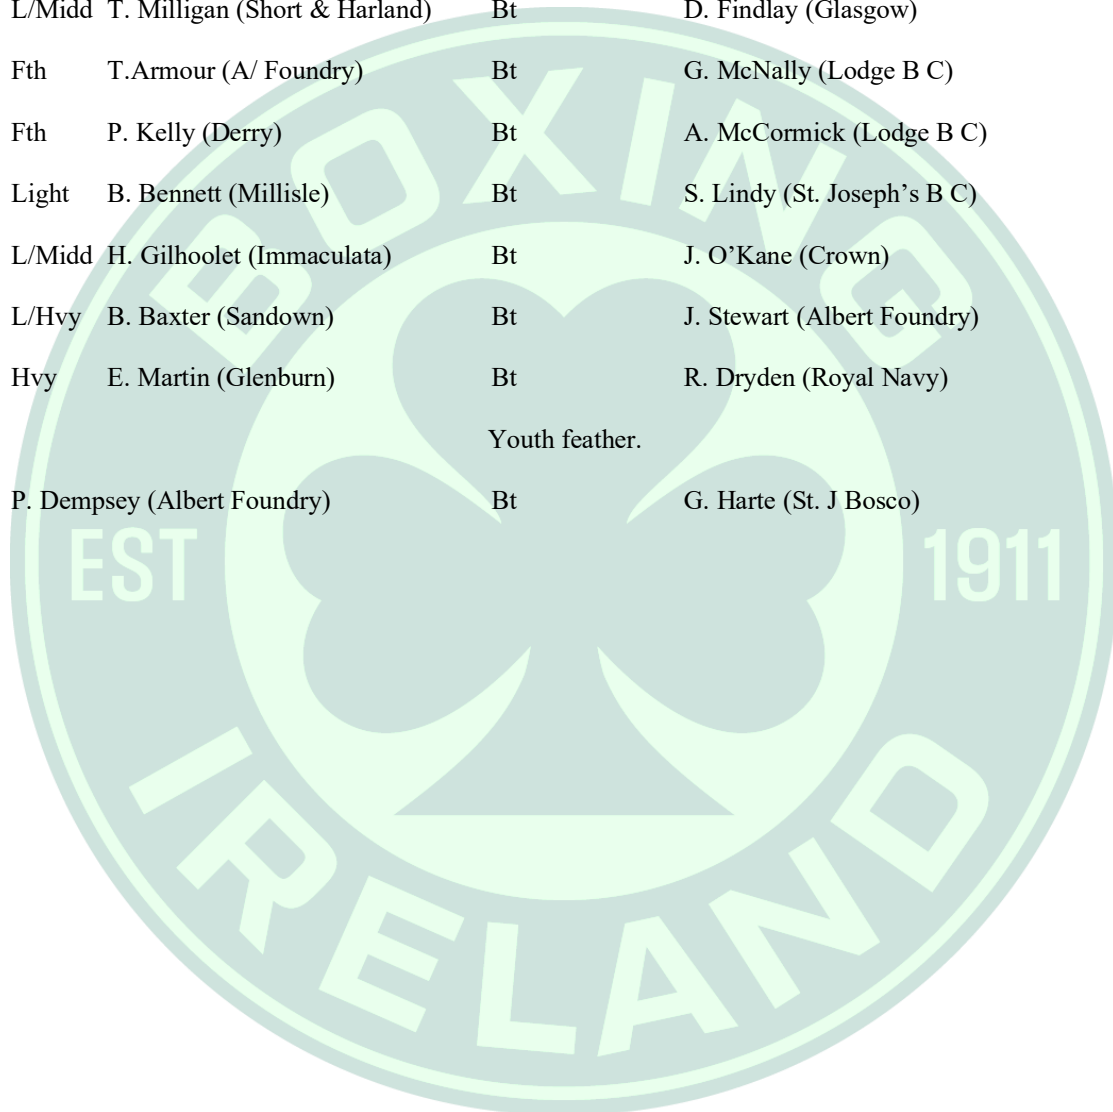 L/Midd T. Milligan (Short & Harland) Bt D. Findlay (Glasgow)
Fth T.Armour (A/ Foundry) Bt G. McNally (Lodge B C)
Fth P. Kelly (Derry) Bt A. McCormick (Lodge B C)
Light B. Bennett (Millisle) Bt S. Lindy (St. Joseph’s B C)
L/Midd H. Gilhoolet (Immaculata) Bt J. O’Kane (Crown)
L/Hvy B. Baxter (Sandown) Bt J. Stewart (Albert Foundry)
Hvy E. Martin (Glenburn) Bt R. Dryden (Royal Navy)
Youth feather.
P. Dempsey (Albert Foundry) Bt G. Harte (St. J Bosco)
BOXING
EST 1911
IRELAND